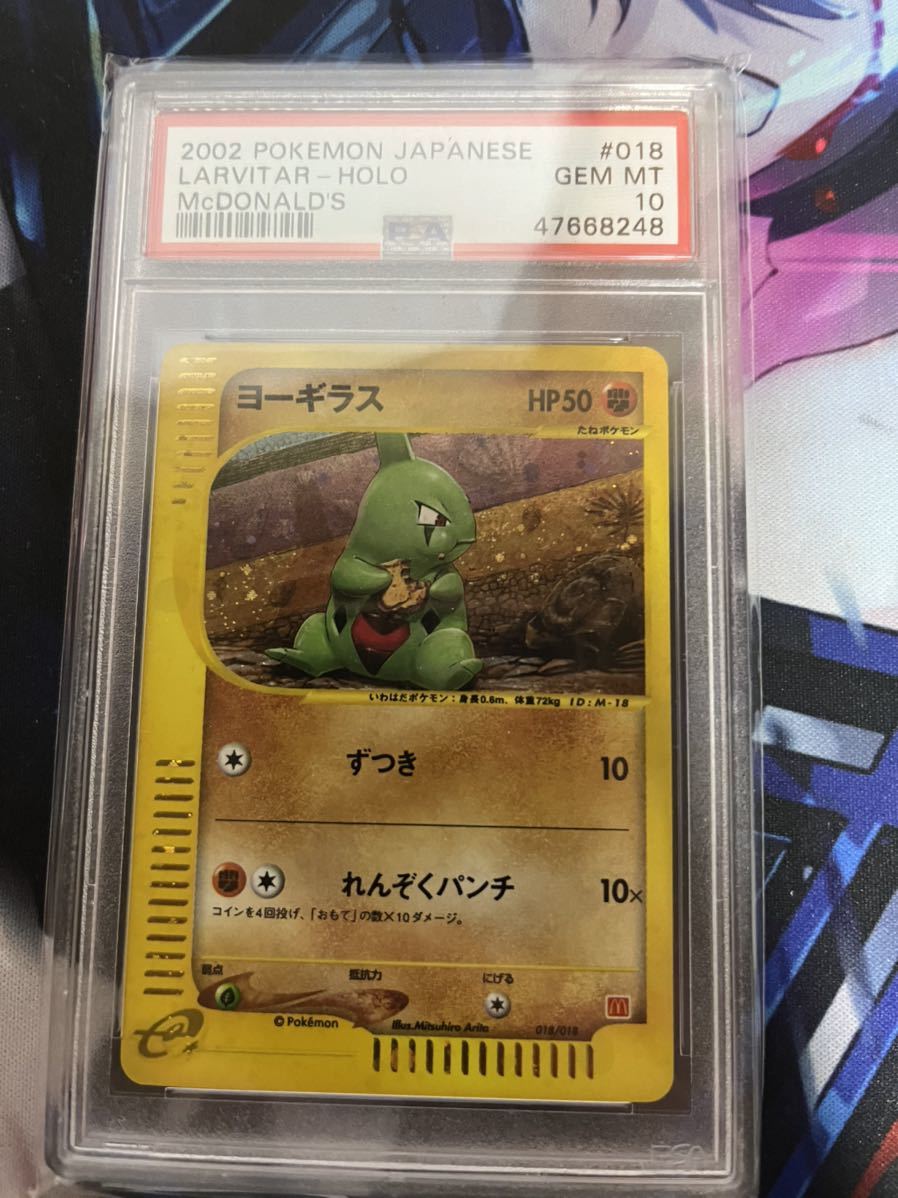 2002 POKEMON JAPANESE #018
LARVITAR-HOLO GEM MT
McDONALD'S 10
PSA 47668248
ヨーギラス HP50
たねポケモン
いわはだポケモン：身長0.6m、体重72kg ID:M-18
ずつき 10
れんぞくパンチ 10×
コインを4回投げ、「おもて」の数×10ダメージ。
弱点 抵抗力 にげる
©Pokémon Illus.Mitsuhiro Arita 018/018
e
PSA